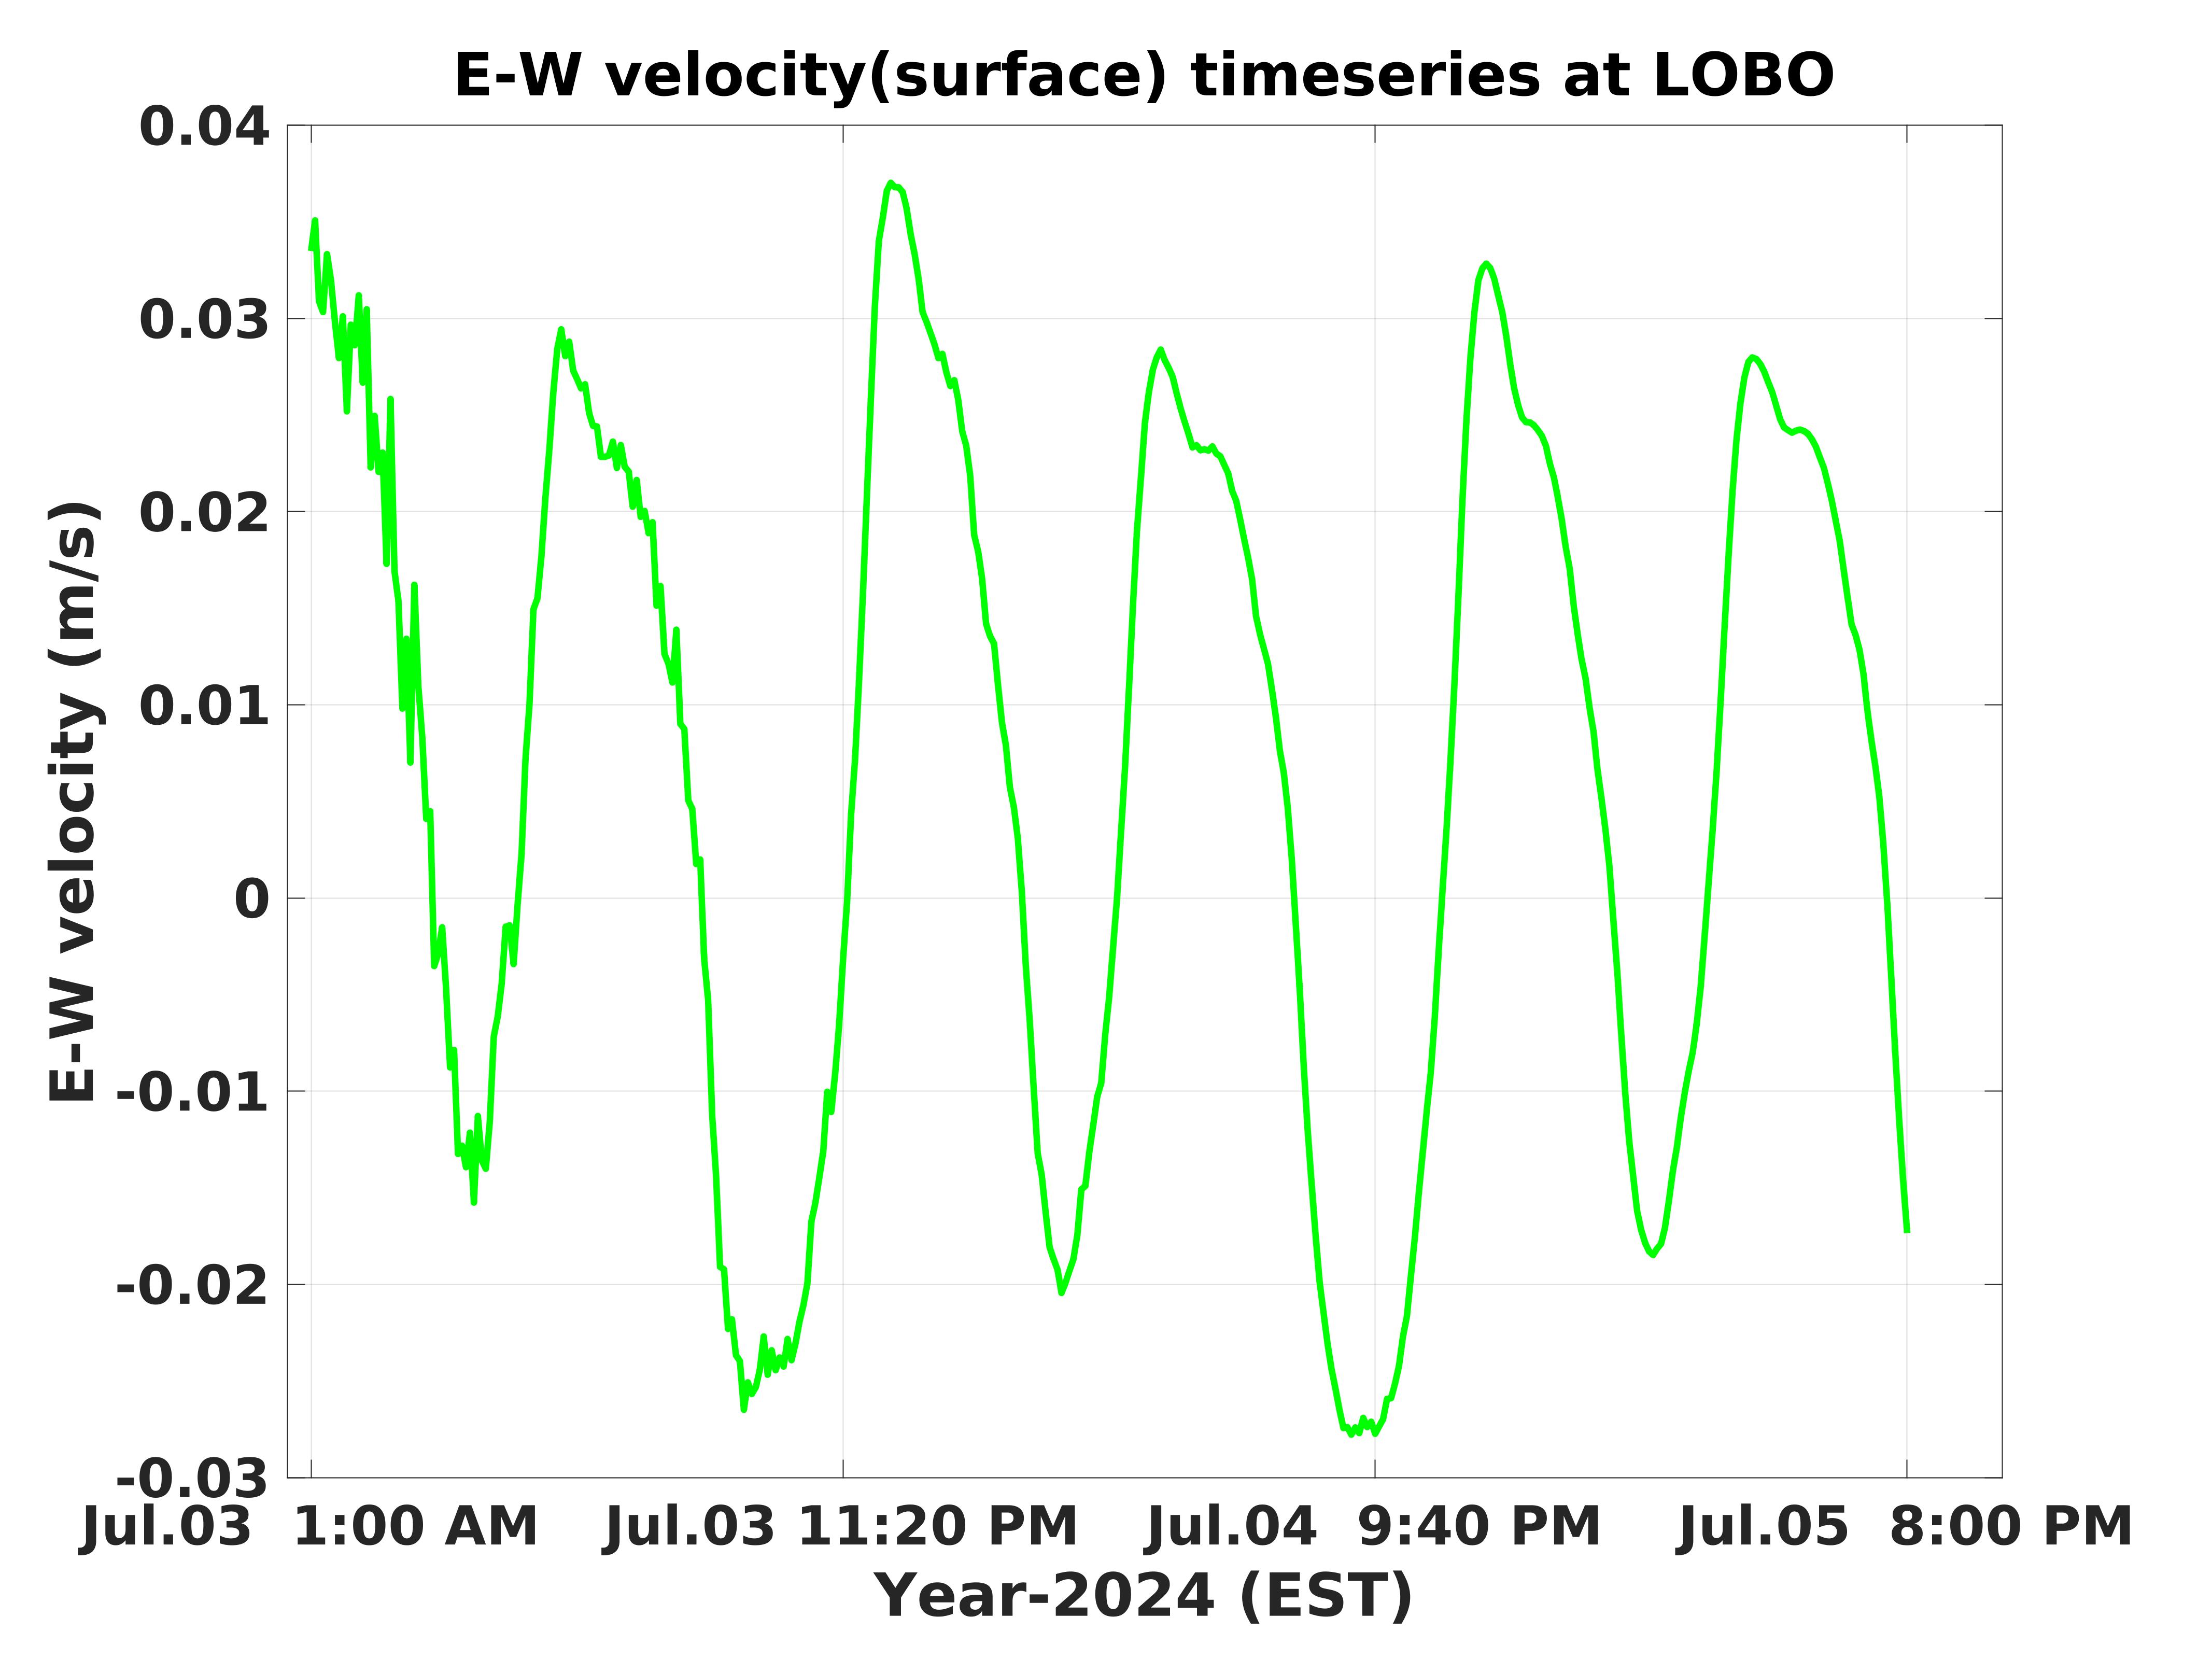 E-W velocity(surface) timeseries at LOBO
E-W velocity (m/s)
0.04
0.03
0.02
0.01
0
-0.01
-0.02
-0.03
Jul.03 1:00 AM
Jul.03 11:20 PM
Jul.04 9:40 PM
Jul.05 8:00 PM
Year-2024 (EST)